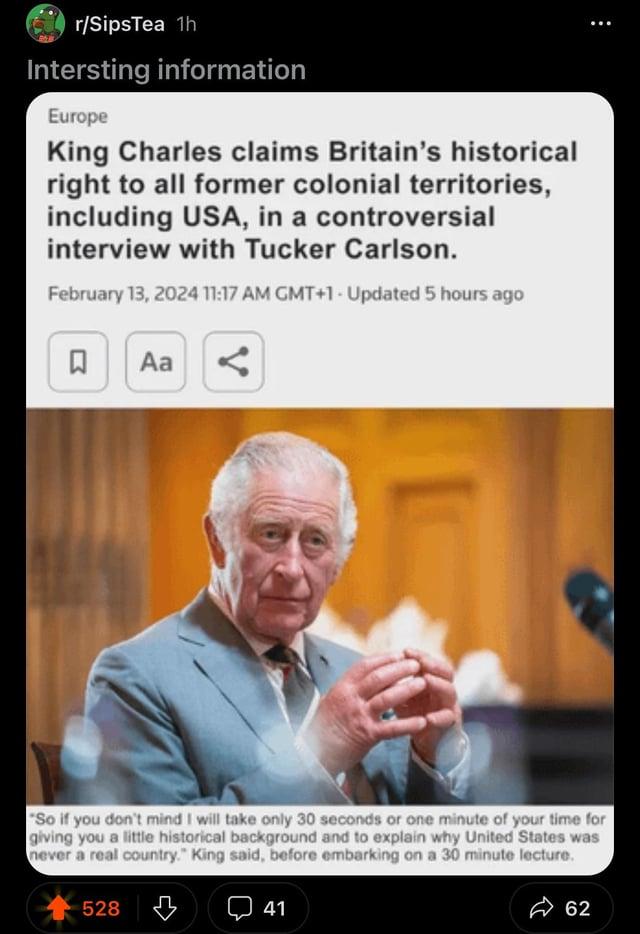 r/SipsTea 1h
Intersting information
Europe
King Charles claims Britain's historical
right to all former colonial territories,
including USA, in a controversial
interview with Tucker Carlson.
February 13, 2024 11:17 AM GMT+1 · Updated 5 hours ago
Aa
"So if you don't mind I will take only 30 seconds or one minute of your time for
giving you a little historical background and to explain why United States was
never a real country." King said, before embarking on a 30 minute lecture.
528 41 62